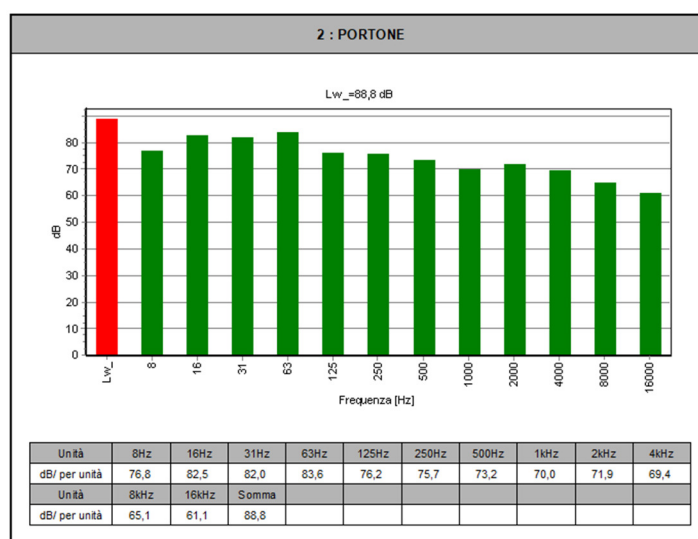 2 : PORTONE
Lw_=88,8 dB
dB
80
70
60
50
40
30
20
10
0
Lw_ 8 16 31 63 125 250 500 1000 2000 4000 8000 16000
Frequenza [Hz]
Unità 8Hz 16Hz 31Hz 63Hz 125Hz 250Hz 500Hz 1kHz 2kHz 4kHz
dB/ per unità 76,8 82,5 82,0 83,6 76,2 75,7 73,2 70,0 71,9 69,4
Unità 8kHz 16kHz Somma
dB/ per unità 65,1 61,1 88,8